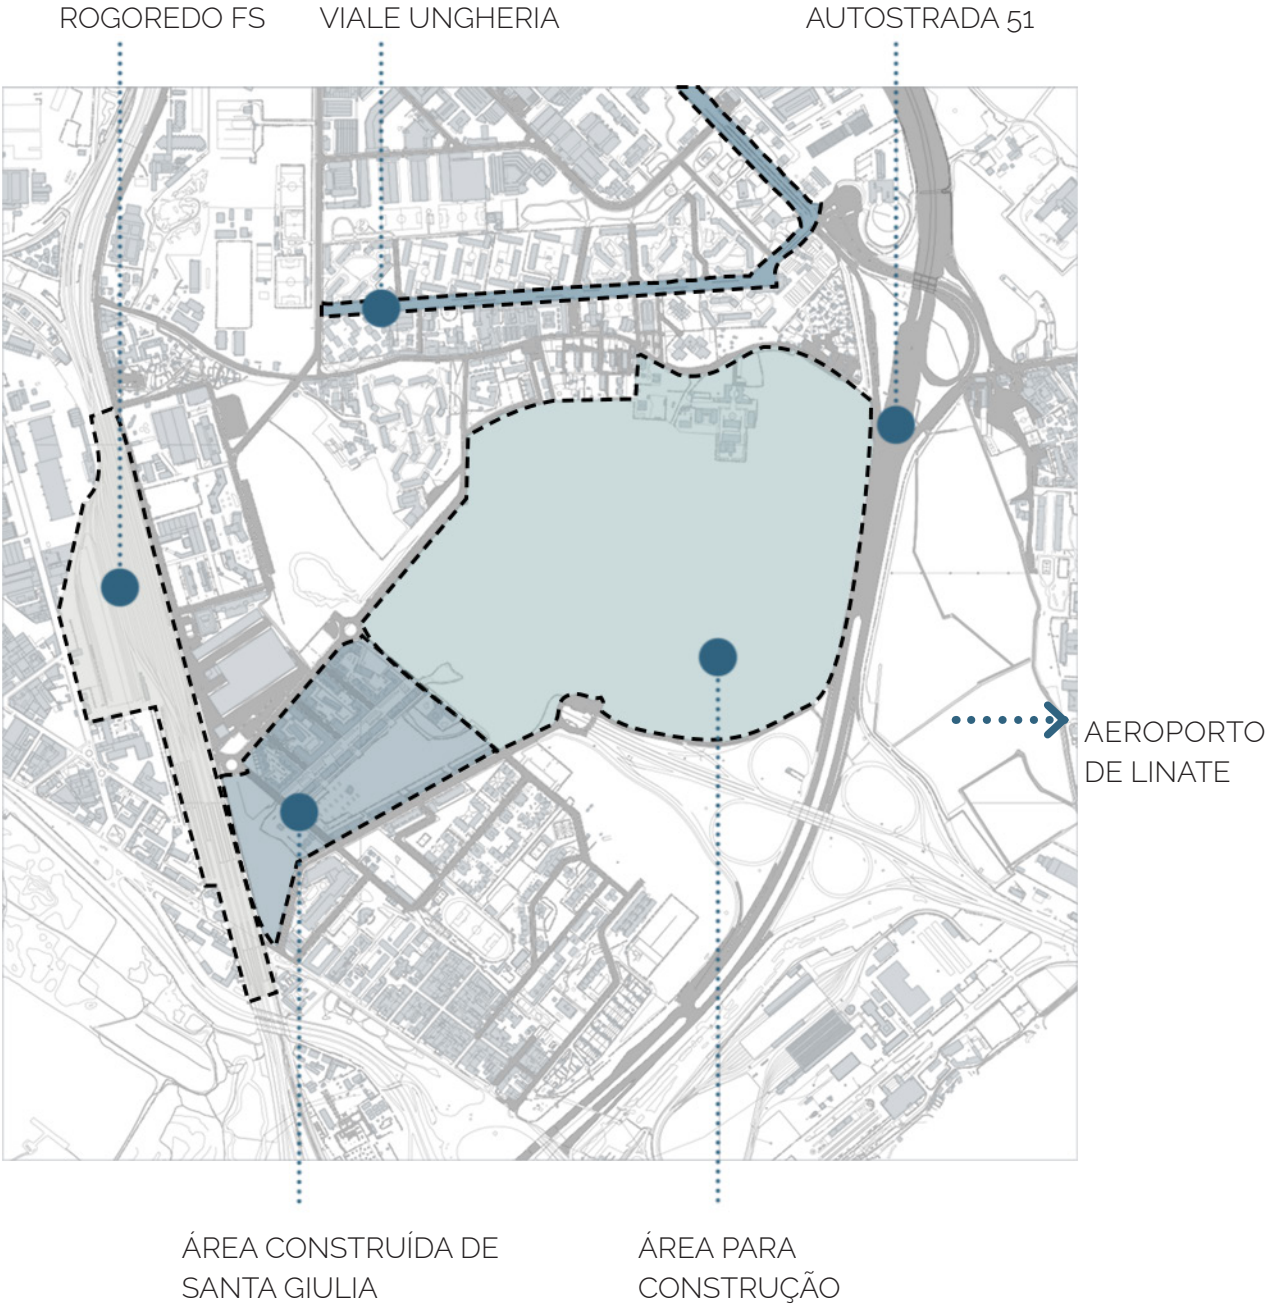 ROGOREDO FS
VIALE UNGHERIA
AUTOSTRADA 51
AEROPORTO
DE LINATE
ÁREA CONSTRUÍDA DE
SANTA GIULIA
ÁREA PARA
CONSTRUÇÃO